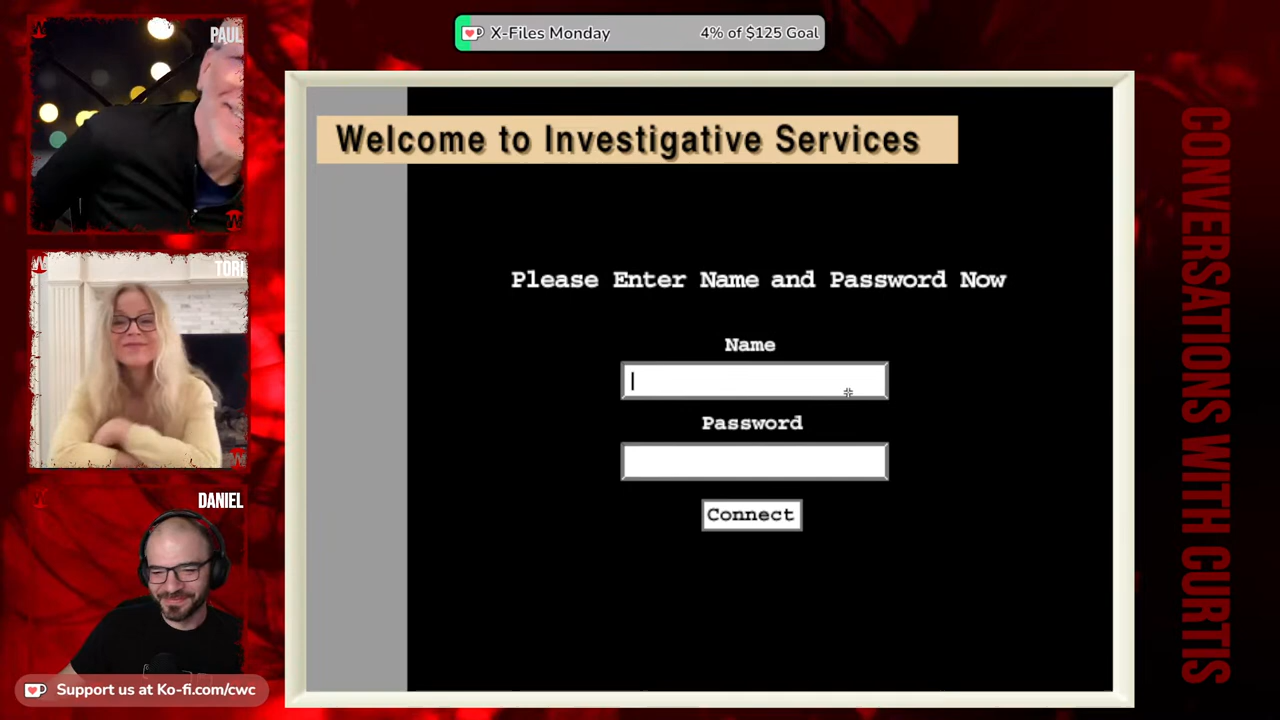 PAUL
X-Files Monday
4% of $125 Goal
Welcome to Investigative Services
Please Enter Name and Password Now
Name
Password
Connect
TORI
DANIEL
Support us at Ko-fi.com/cwc
CONVERSATIONS WITH CURTIS